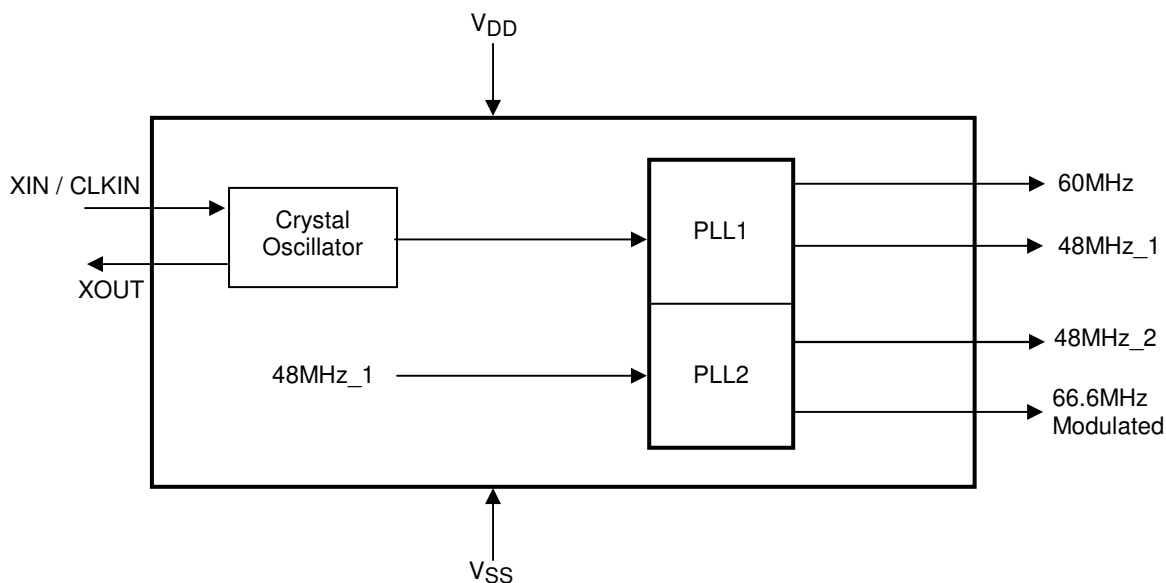 VDD
XIN / CLKIN
XOUT
Crystal
Oscillator
48MHz_1
PLL1
PLL2
60MHz
48MHz_1
48MHz_2
66.6MHz
Modulated
VSS